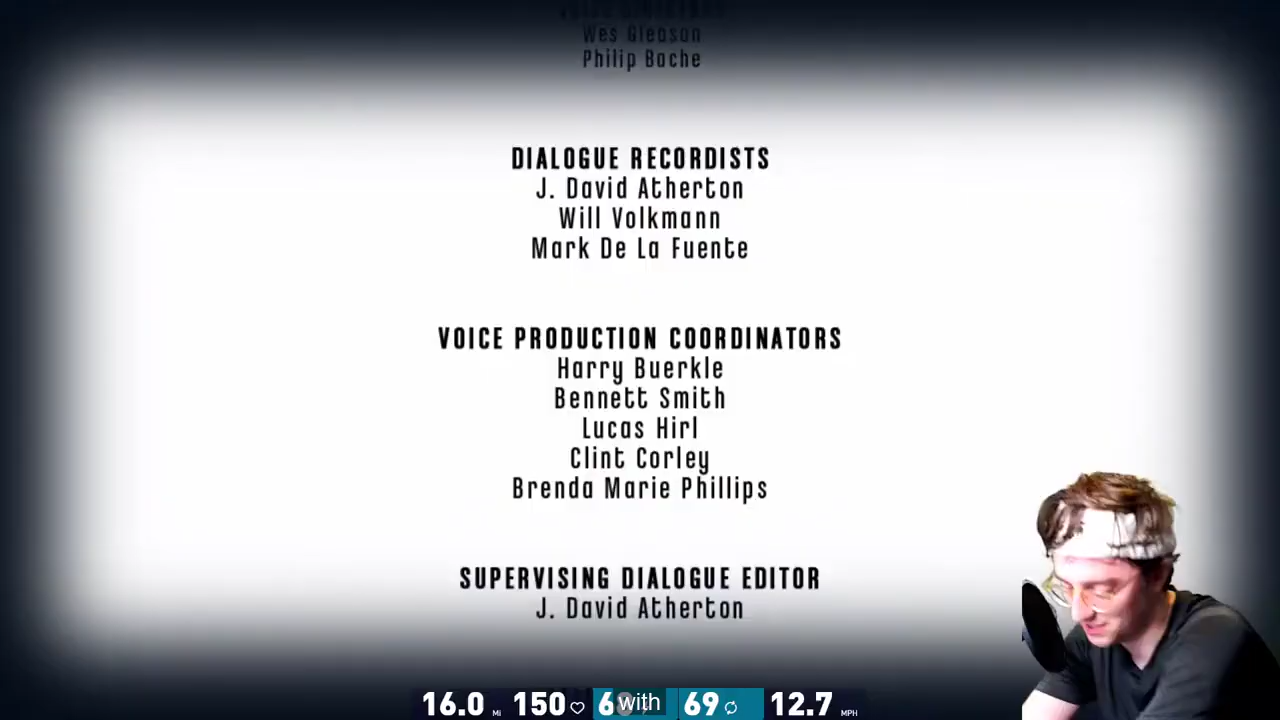 Wes Gleason
Philip Bache
DIALOGUE RECORDISTS
J. David Atherton
Will Volkmann
Mark De La Fuente
VOICE PRODUCTION COORDINATORS
Harry Buerkle
Bennett Smith
Lucas Hirl
Clint Corley
Brenda Marie Phillips
SUPERVISING DIALOGUE EDITOR
J. David Atherton
16.0 MI 150 with 69 12.7 MPH